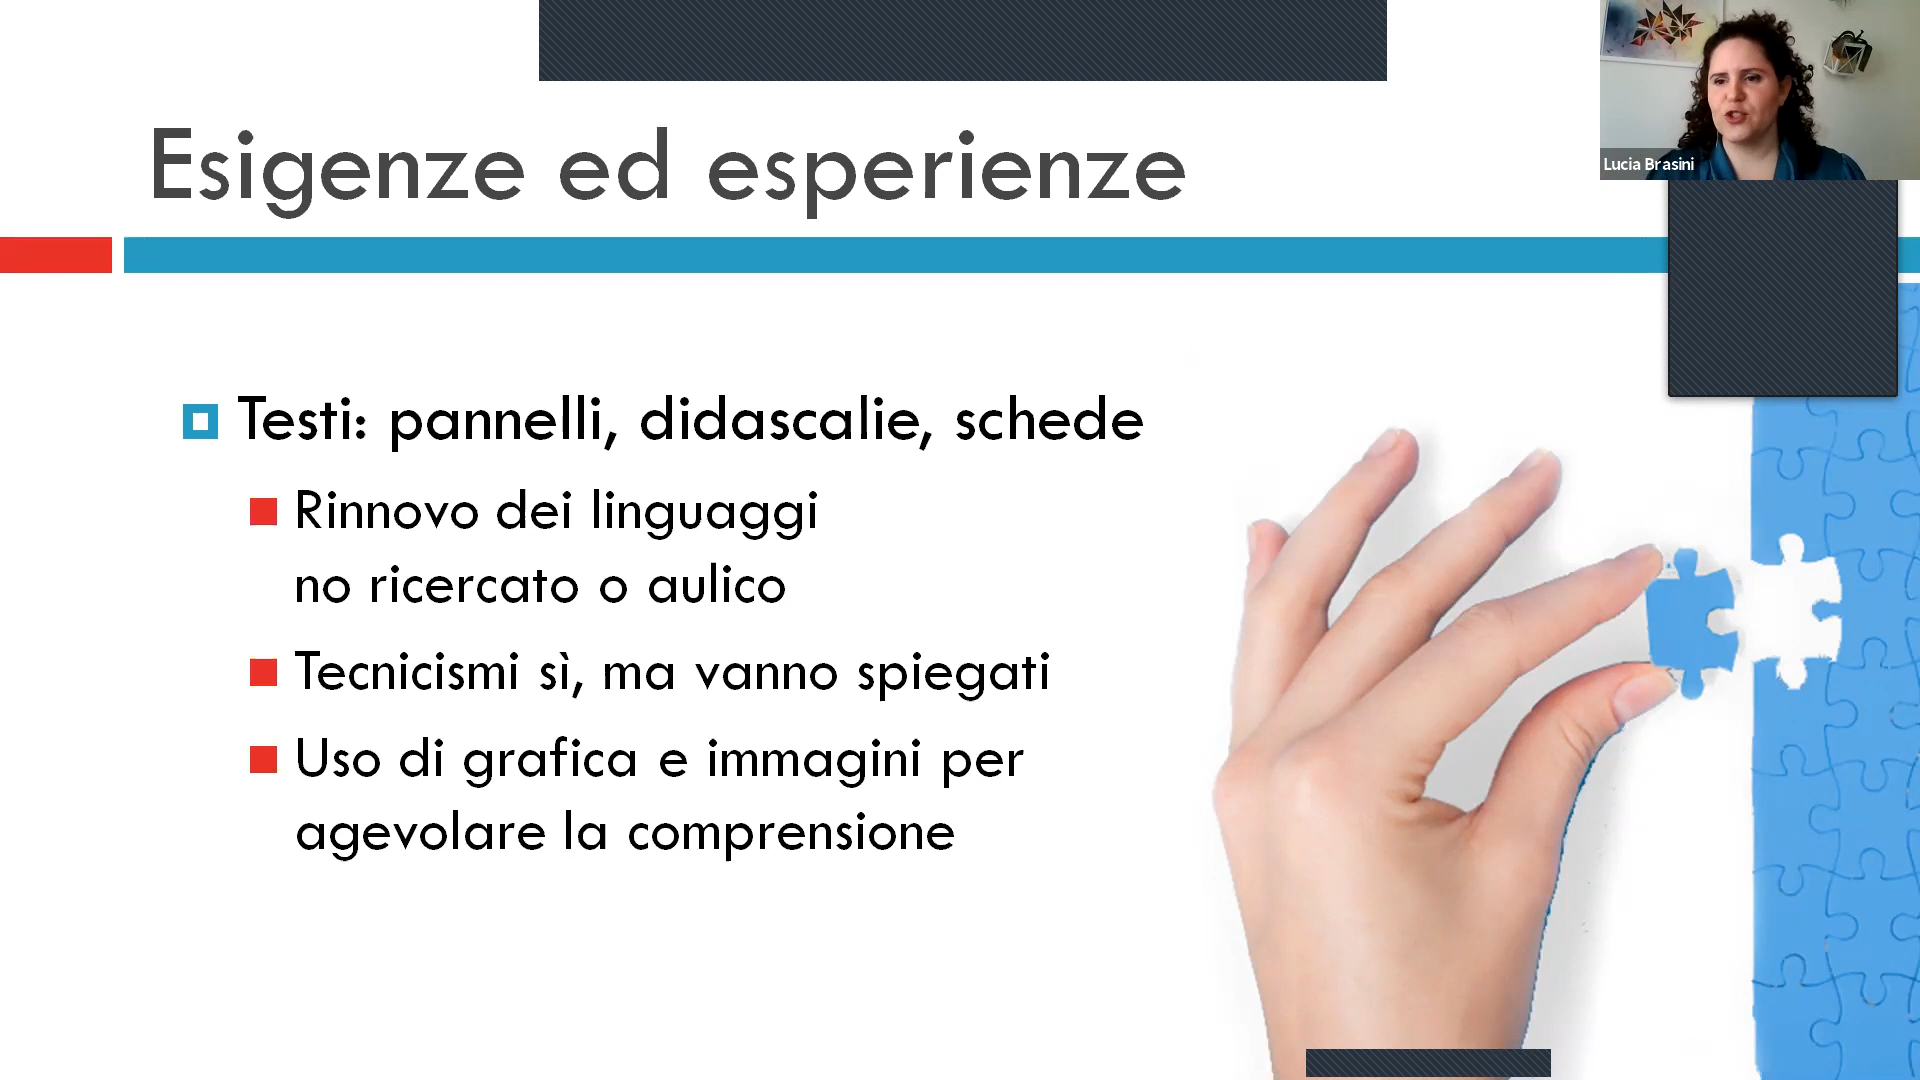 Esigenze ed esperienze
Lucia Brasini
Testi: pannelli, didascalie, schede
Rinnovo dei linguaggi
no ricercato o aulico
Tecnicismi sì, ma vanno spiegati
Uso di grafica e immagini per
agevolare la comprensione